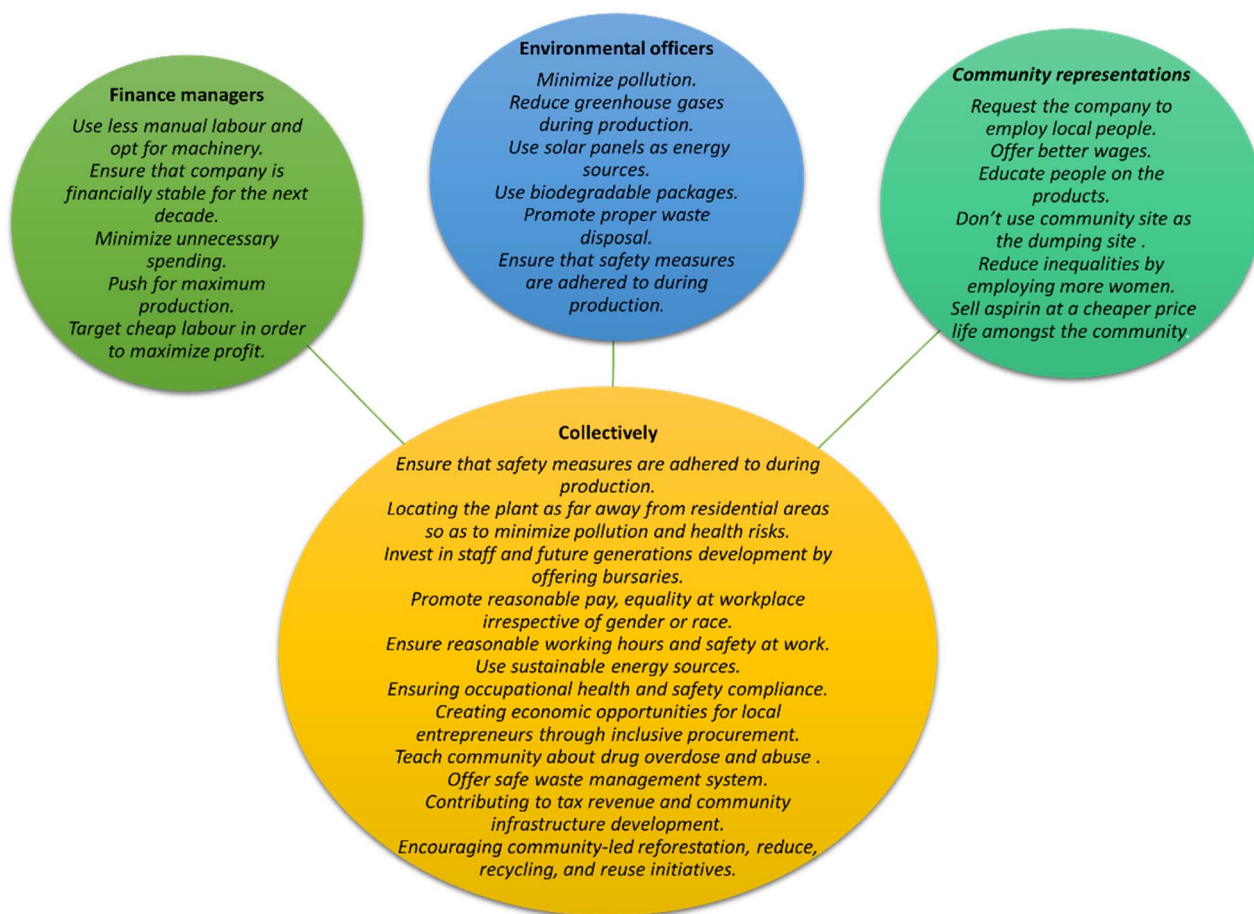 Finance managers
Use less manual labour and
opt for machinery.
Ensure that company is
financially stable for the next
decade.
Minimize unnecessary
spending.
Push for maximum
production.
Target cheap labour in order
to maximize profit.
Environmental officers
Minimize pollution.
Reduce greenhouse gases
during production.
Use solar panels as energy
sources.
Use biodegradable packages.
Promote proper waste
disposal.
Ensure that safety measures
are adhered to during
production.
Community representations
Request the company to
employ local people.
Offer better wages.
Educate people on the
products.
Don’t use community site as
the dumping site .
Reduce inequalities by
employing more women.
Sell aspirin at a cheaper price
life amongst the community.
Collectively
Ensure that safety measures are adhered to during
production.
Locating the plant as far away from residential areas
so as to minimize pollution and health risks.
Invest in staff and future generations development by
offering bursaries.
Promote reasonable pay, equality at workplace
irrespective of gender or race.
Ensure reasonable working hours and safety at work.
Use sustainable energy sources.
Ensuring occupational health and safety compliance.
Creating economic opportunities for local
entrepreneurs through inclusive procurement.
Teach community about drug overdose and abuse .
Offer safe waste management system.
Contributing to tax revenue and community
infrastructure development.
Encouraging community-led reforestation, reduce,
recycling, and reuse initiatives.